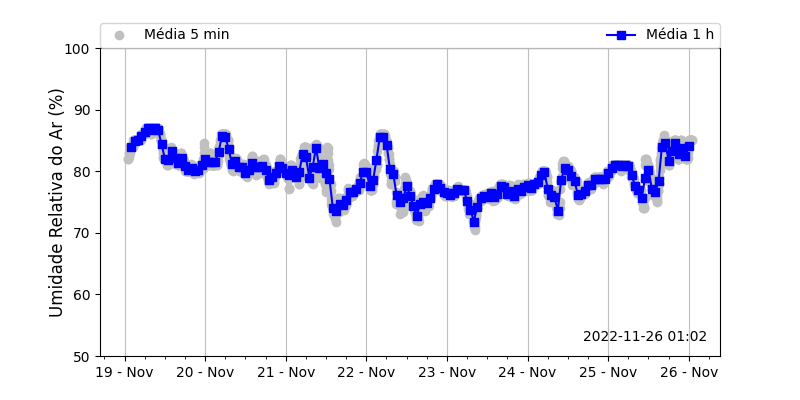 Média 5 min
Média 1 h
Umidade Relativa do Ar (%)
100
90
80
70
60
50
2022-11-26 01:02
19 - Nov
20 - Nov
21 - Nov
22 - Nov
23 - Nov
24 - Nov
25 - Nov
26 - Nov